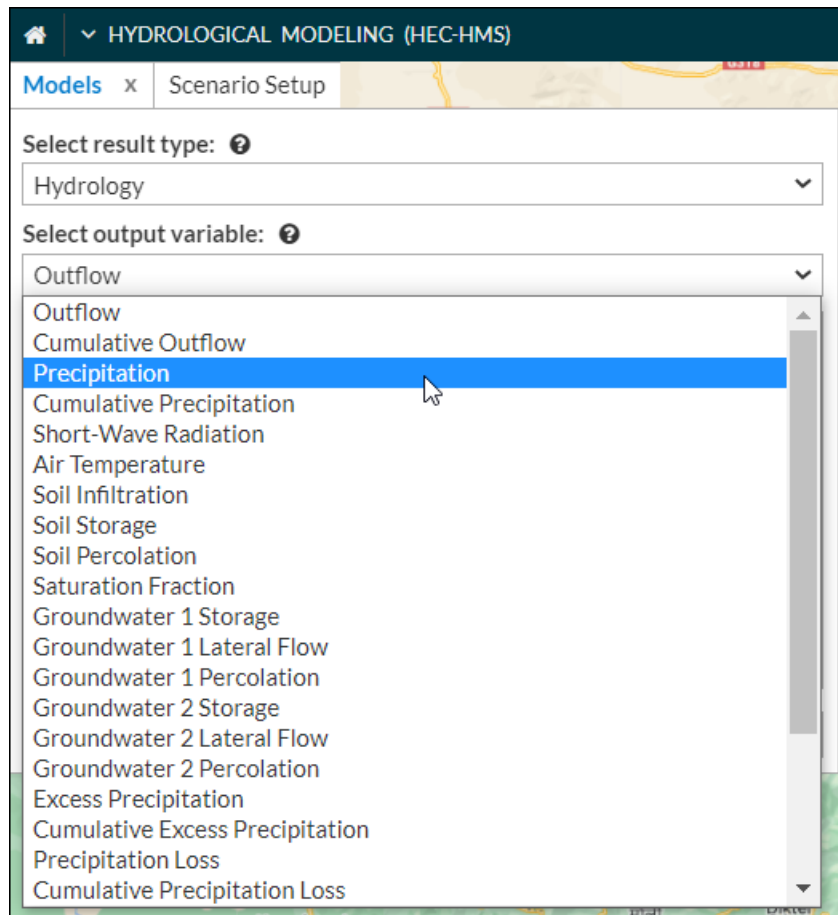 HYDROLOGICAL MODELING (HEC-HMS)
Models x Scenario Setup
Select result type:
Hydrology
Select output variable:
Outflow
Outflow
Cumulative Outflow
Precipitation
Cumulative Precipitation
Short-Wave Radiation
Air Temperature
Soil Infiltration
Soil Storage
Soil Percolation
Saturation Fraction
Groundwater 1 Storage
Groundwater 1 Lateral Flow
Groundwater 1 Percolation
Groundwater 2 Storage
Groundwater 2 Lateral Flow
Groundwater 2 Percolation
Excess Precipitation
Cumulative Excess Precipitation
Precipitation Loss
Cumulative Precipitation Loss